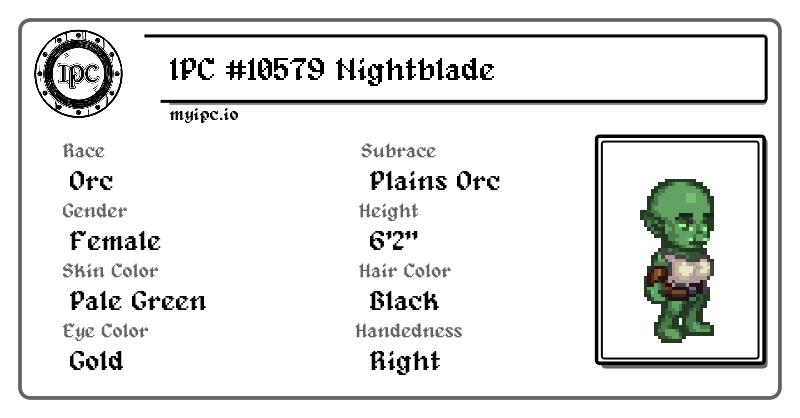 IPC
IPC #10579 Nightblade
myipc.io
Race
Orc
Subrace
Plains Orc
Gender
Female
Height
6'2"
Skin Color
Pale Green
Hair Color
Black
Eye Color
Gold
Handedness
Right